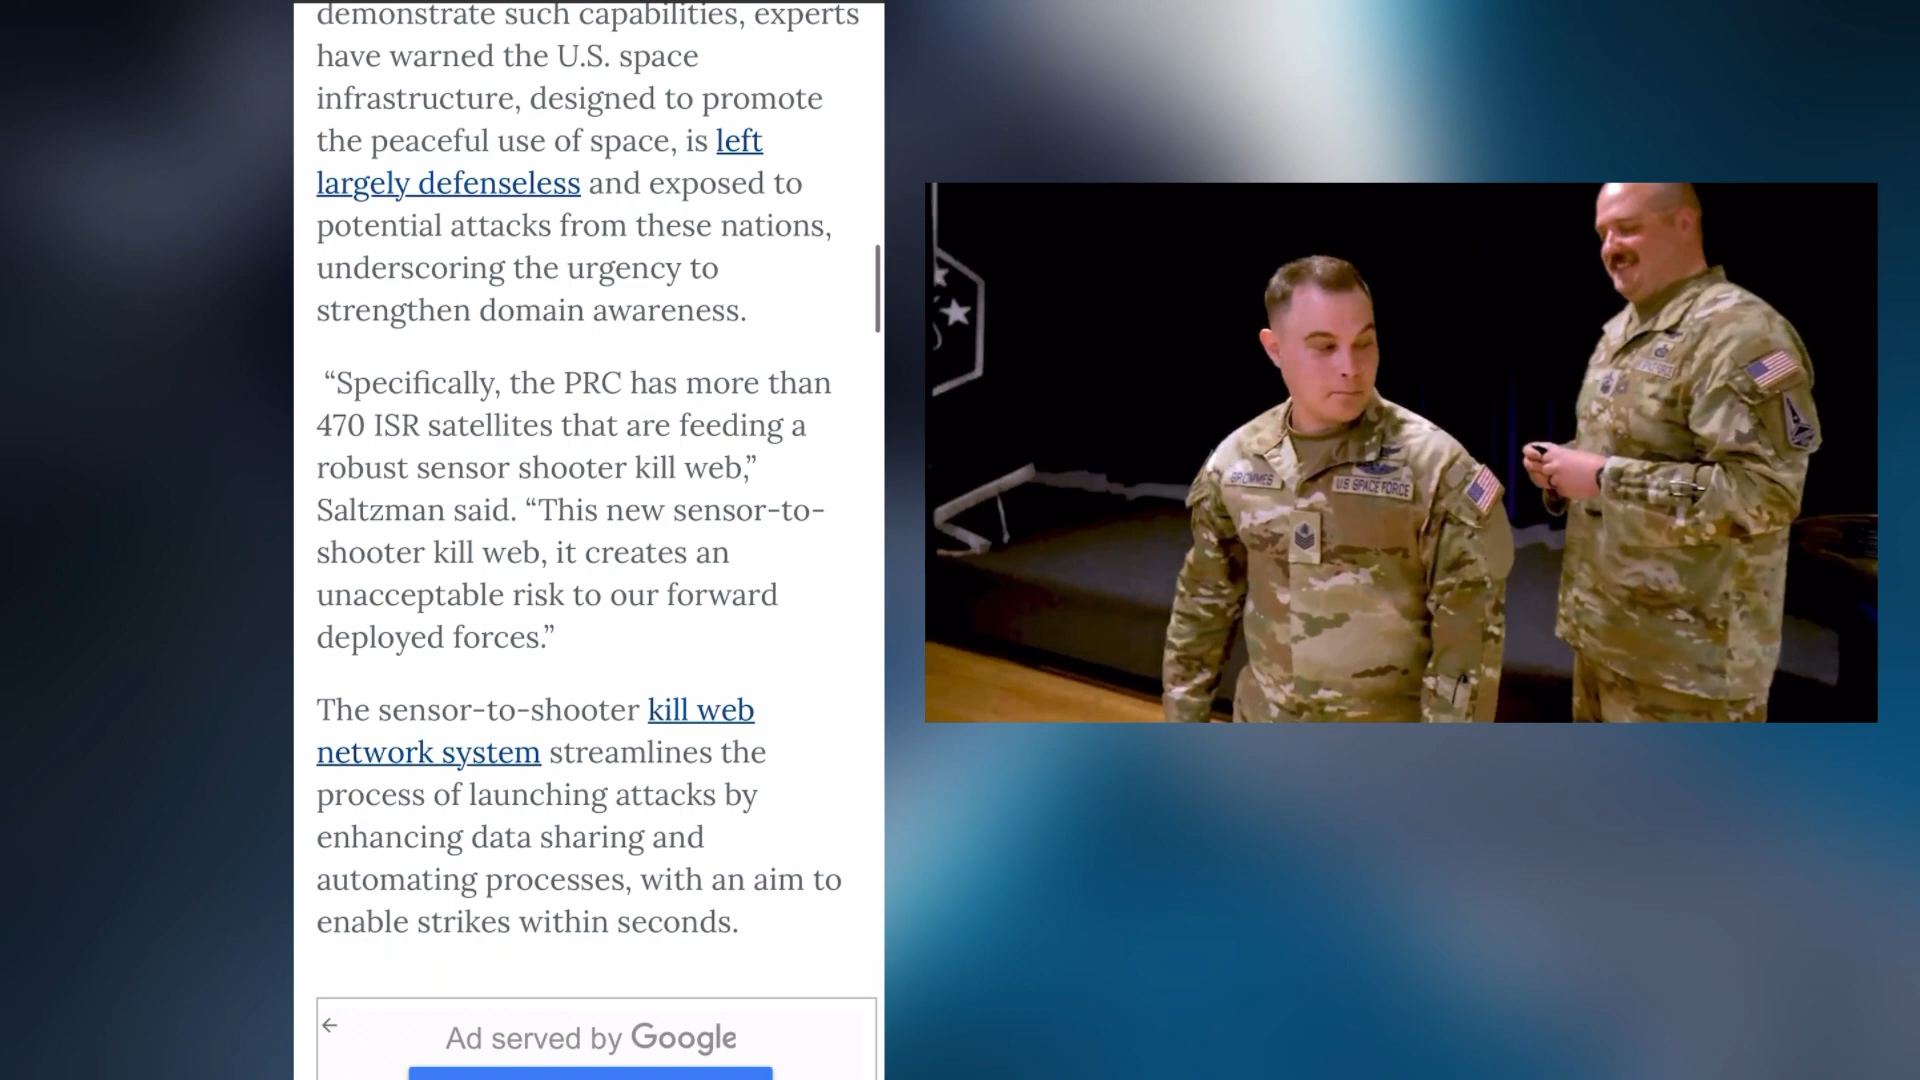 demonstrate such capabilities, experts
have warned the U.S. space
infrastructure, designed to promote
the peaceful use of space, is left
largely defenseless and exposed to
potential attacks from these nations,
underscoring the urgency to
strengthen domain awareness.
“Specifically, the PRC has more than
470 ISR satellites that are feeding a
robust sensor shooter kill web,”
Saltzman said. “This new sensor-to-
shooter kill web, it creates an
unacceptable risk to our forward
deployed forces.”
The sensor-to-shooter kill web
network system streamlines the
process of launching attacks by
enhancing data sharing and
automating processes, with an aim to
enable strikes within seconds.
Ad served by Google
GROMMES
U.S SPACE FORCE